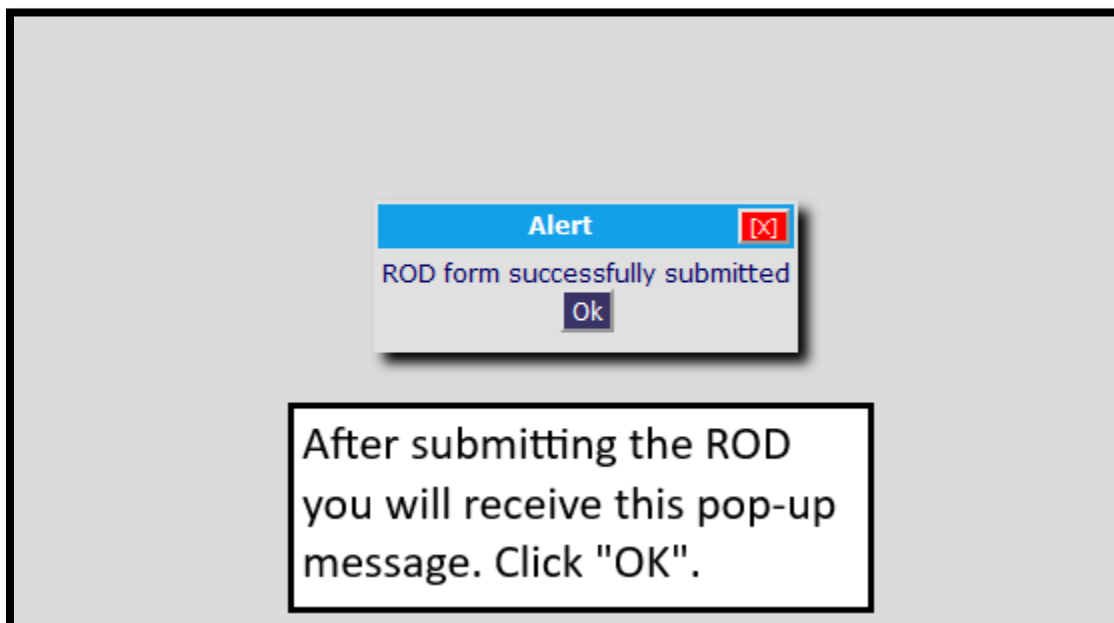 Alert [X]
ROD form successfully submitted
Ok
After submitting the ROD
you will receive this pop-up
message. Click "OK".